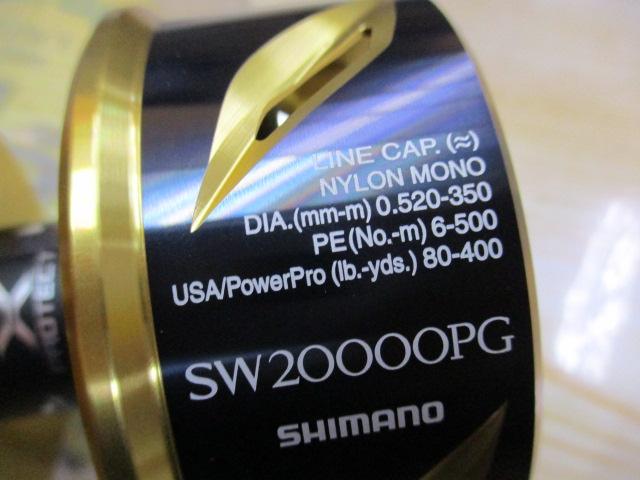 LINE CAP. (≈)
NYLON MONO
DIA.(mm-m) 0.520-350
PE(No.-m) 6-500
USA/PowerPro (lb.-yds.) 80-400
SW20000PG
SHIMANO
X
PROTECT